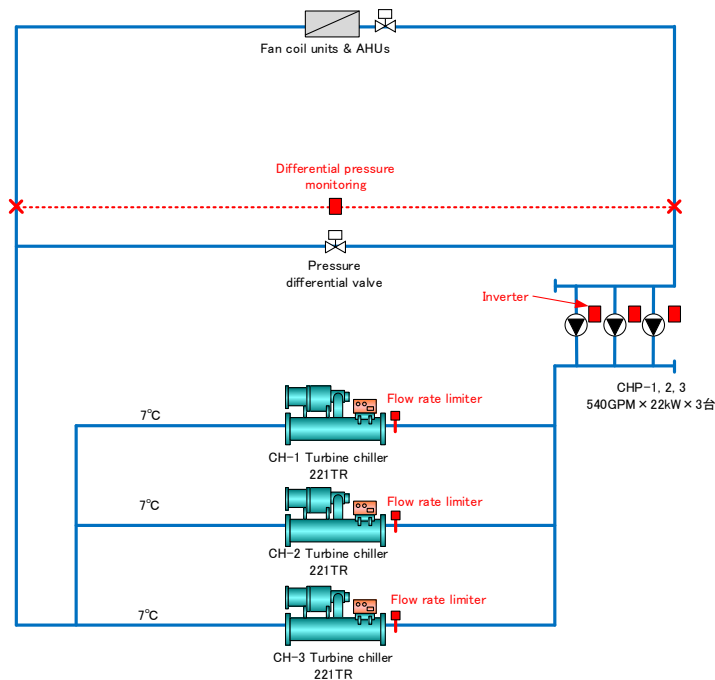 Fan coil units & AHUs
Differential pressure
monitoring
Pressure
differential valve
Inverter
CHP-1, 2, 3
540GPM×22kW×3台
7℃
Flow rate limiter
CH-1 Turbine chiller
221TR
7℃
Flow rate limiter
CH-2 Turbine chiller
221TR
7℃
Flow rate limiter
CH-3 Turbine chiller
221TR